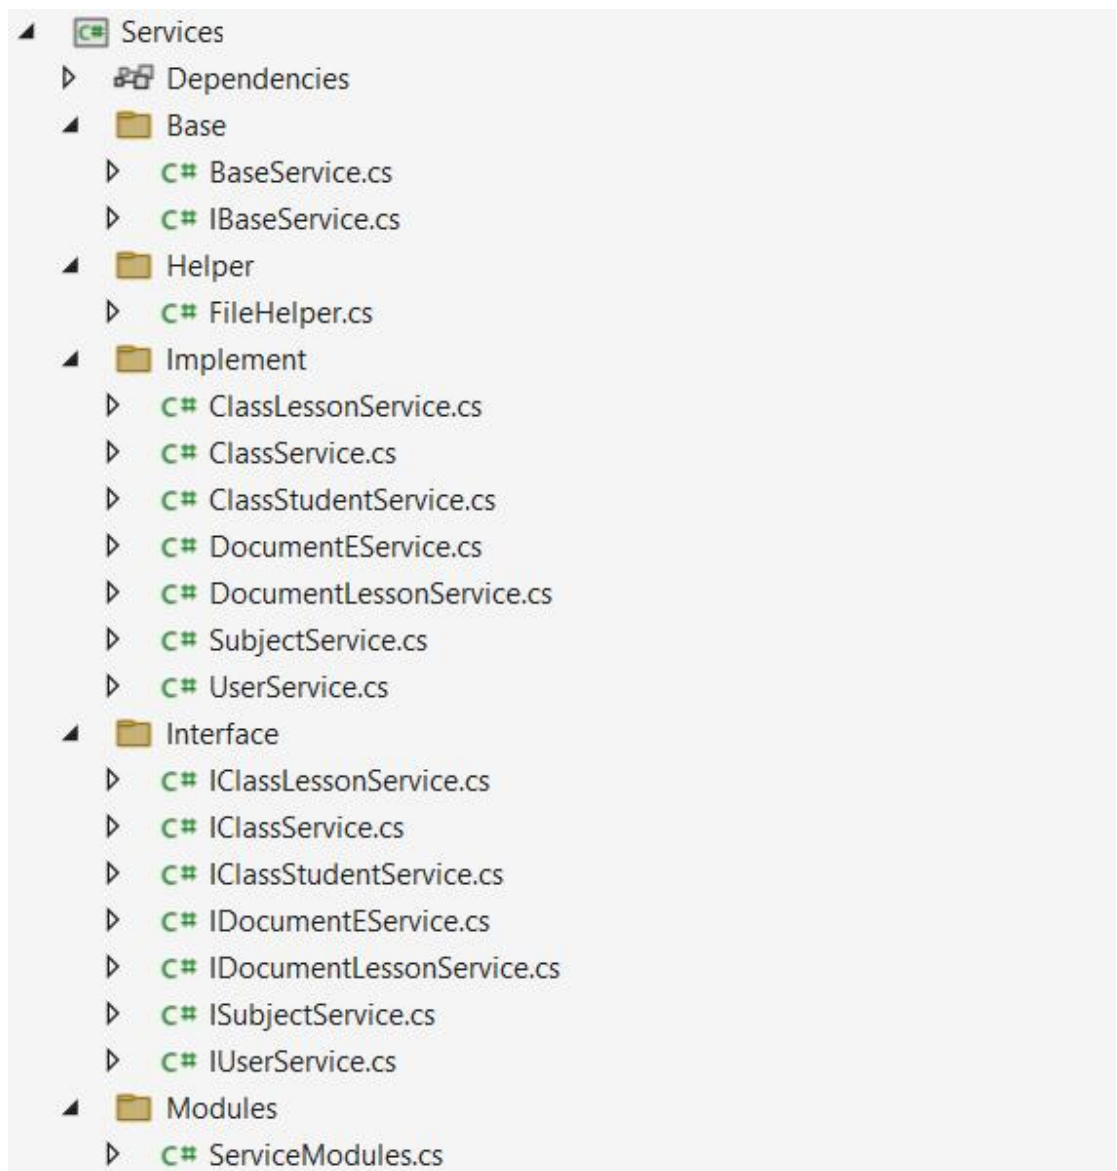 C# Services
Dependencies
Base
C# BaseService.cs
C# IBaseService.cs
Helper
C# FileHelper.cs
Implement
C# ClassLessonService.cs
C# ClassService.cs
C# ClassStudentService.cs
C# DocumentEService.cs
C# DocumentLessonService.cs
C# SubjectService.cs
C# UserService.cs
Interface
C# IClassLessonService.cs
C# IClassService.cs
C# IClassStudentService.cs
C# IDocumentEService.cs
C# IDocumentLessonService.cs
C# ISubjectService.cs
C# IUserService.cs
Modules
C# ServiceModules.cs